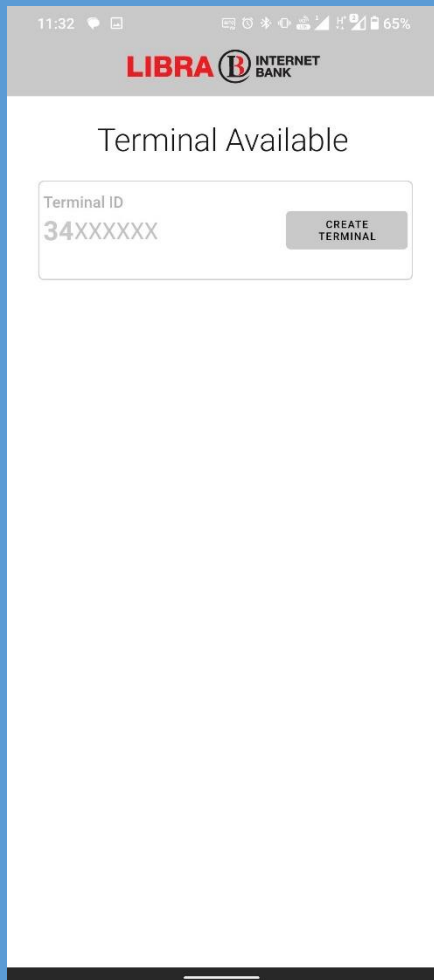 11:32
65%
LIBRA B INTERNET
BANK
Terminal Available
Terminal ID
34XXXXXX
CREATE
TERMINAL